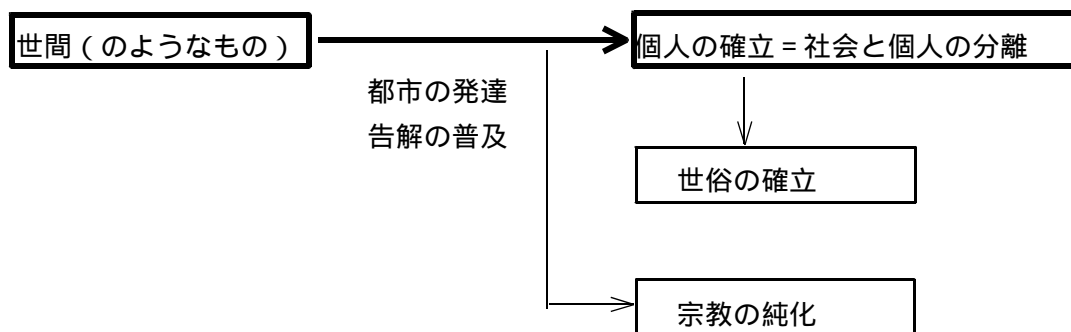 世間（のようなもの）
個人の確立＝社会と個人の分離
都市の発達
告解の普及
世俗の確立
宗教の純化